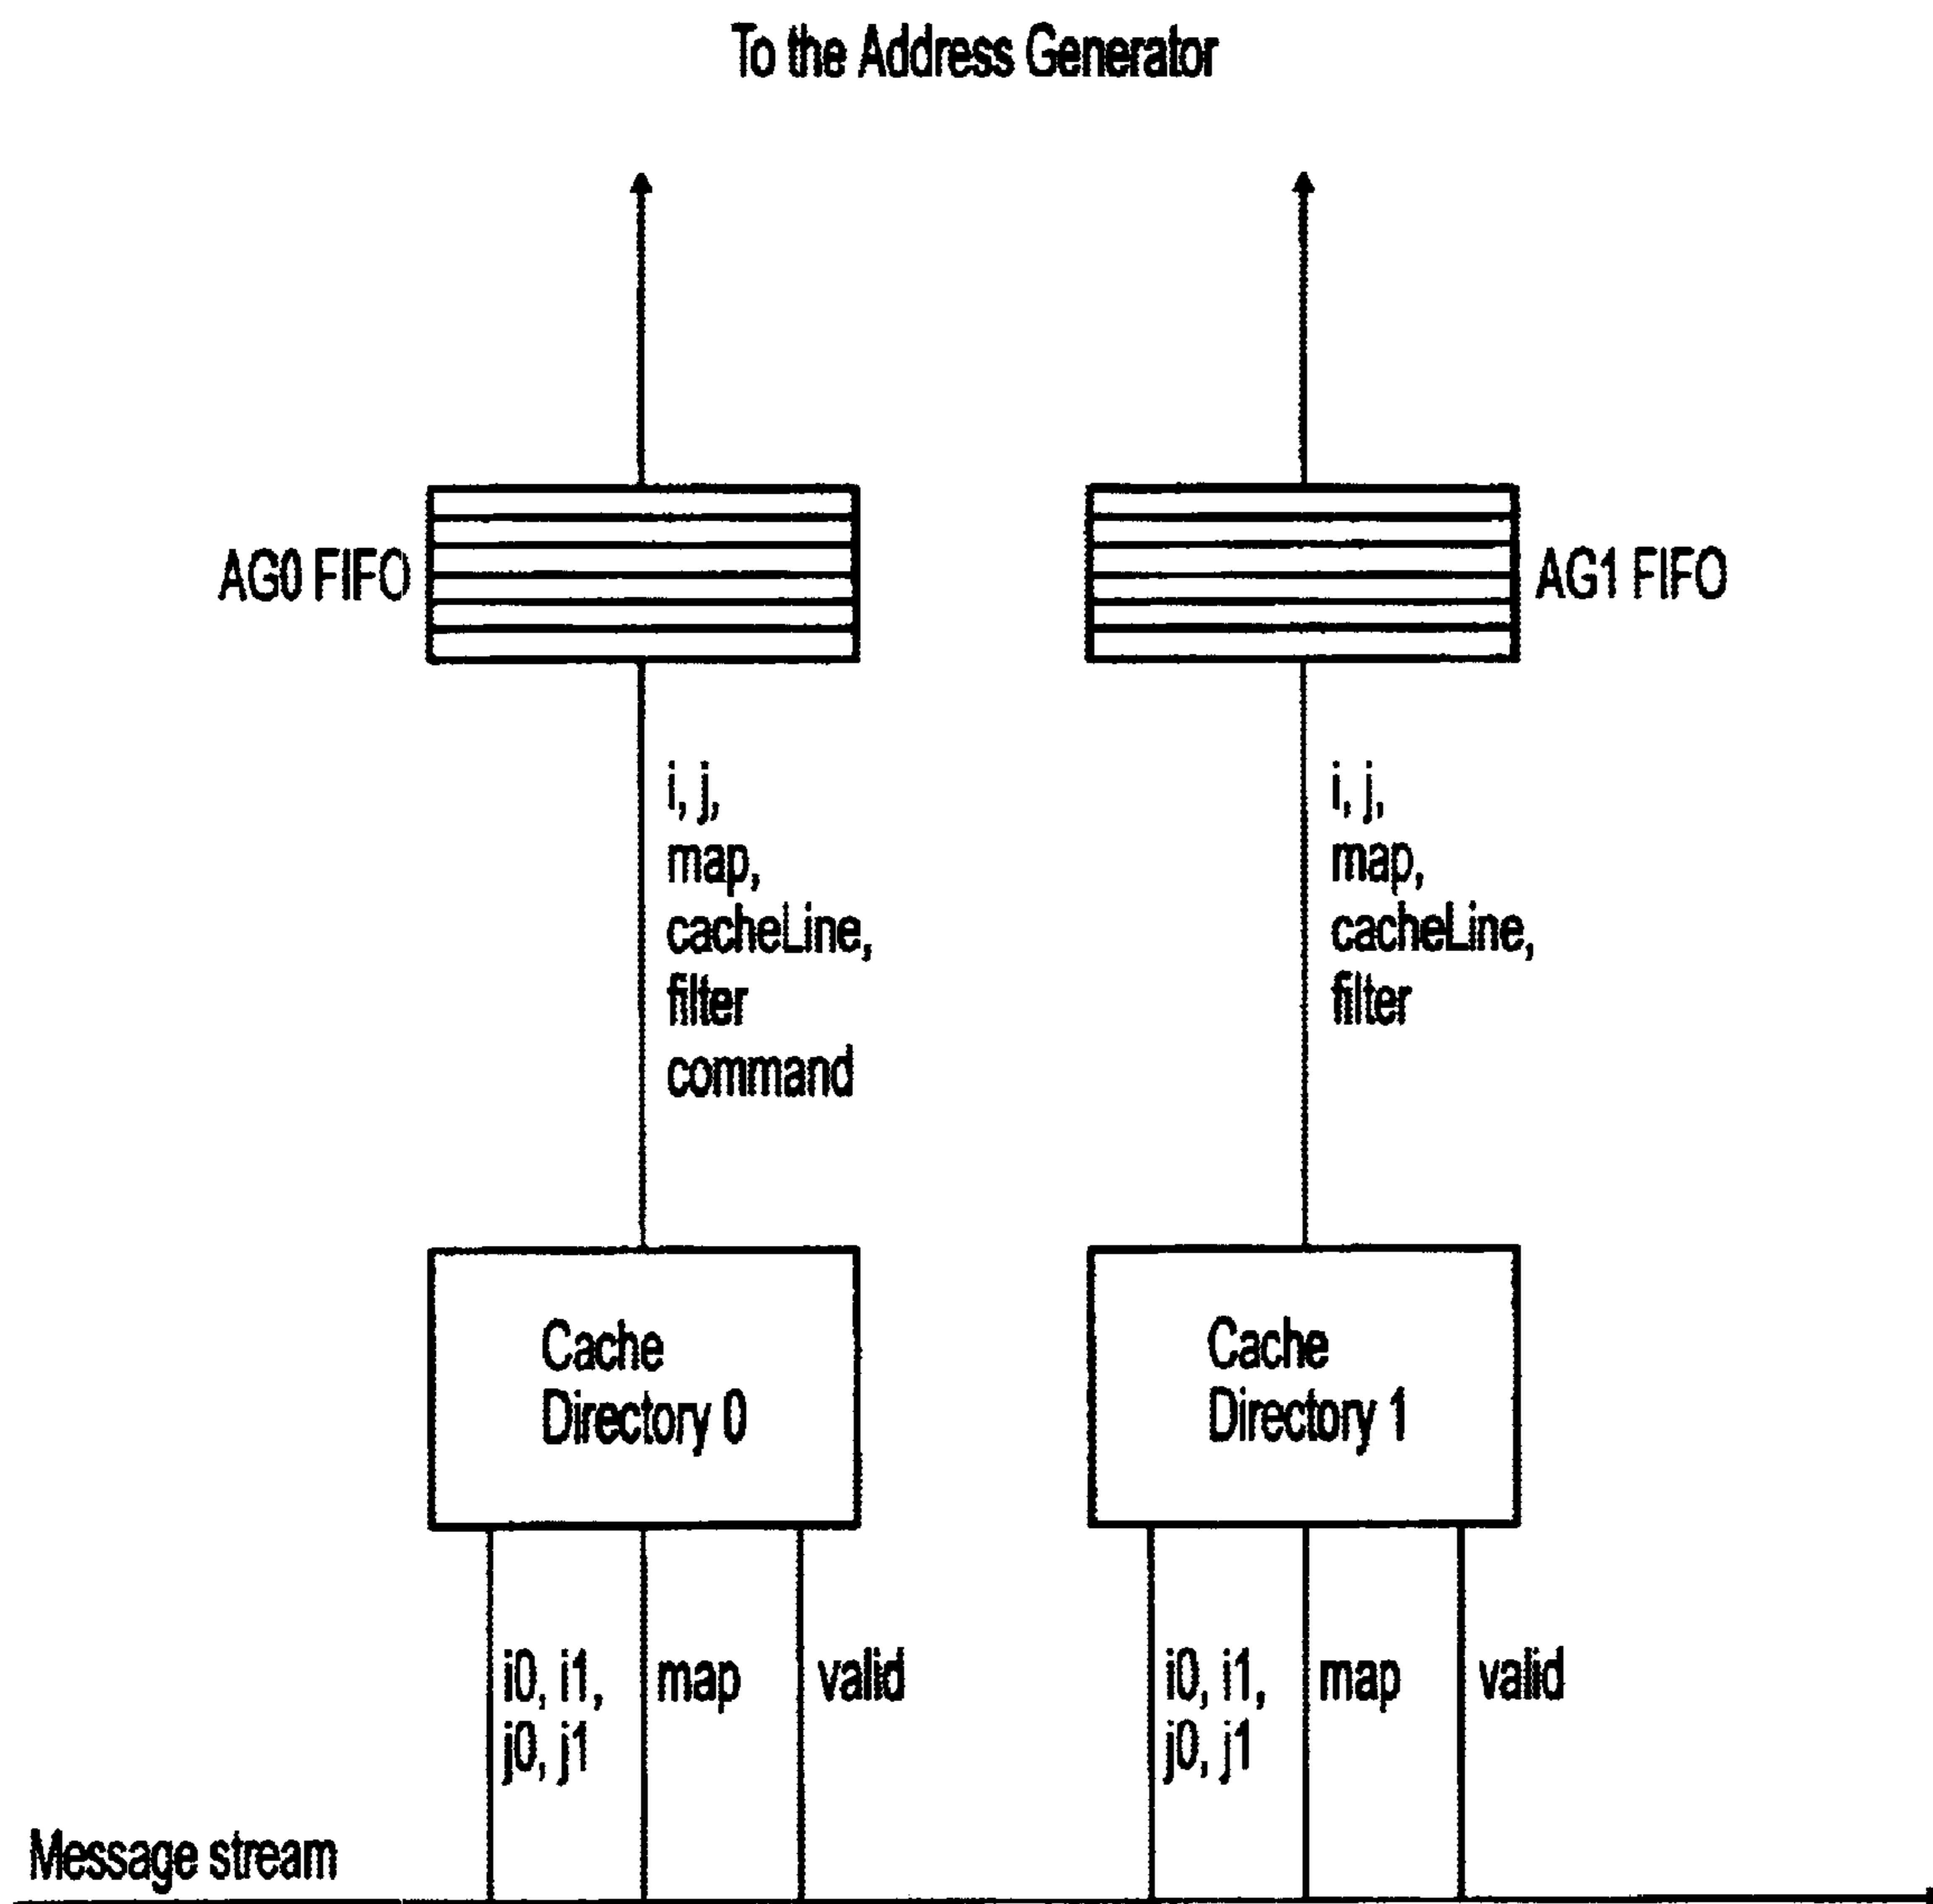 To the Address Generator
AG0 FIFO
AG1 FIFO
i, j,
map,
cacheLine,
filter
command
i, j,
map,
cacheLine,
filter
Cache
Directory 0
Cache
Directory 1
i0, i1,
j0, j1
map
valid
i0, i1,
j0, j1
map
valid
Message stream